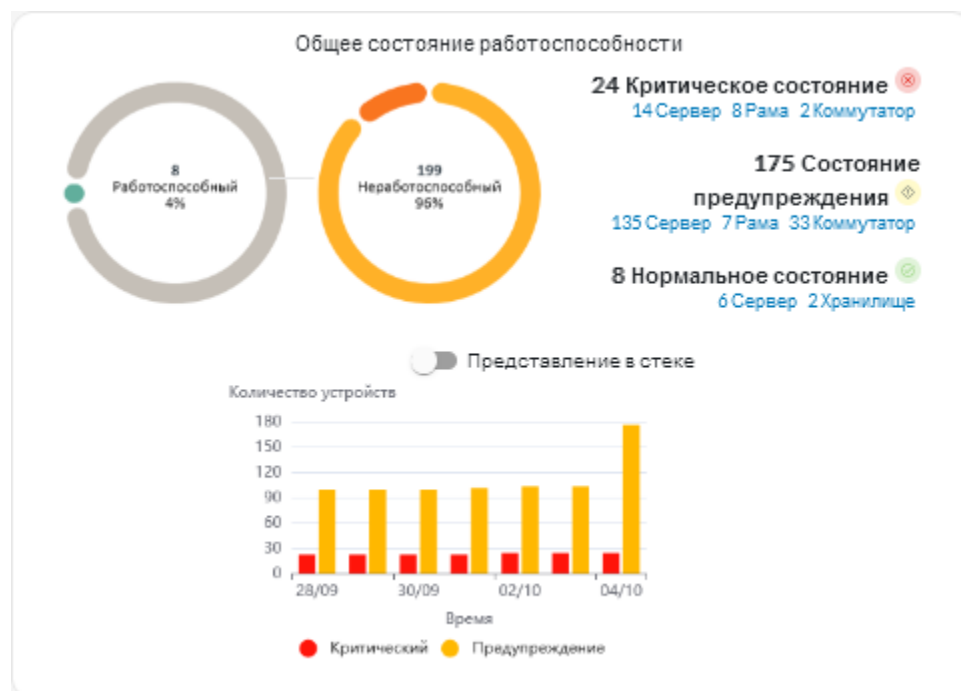 Общее состояние работоспособности
8
Работоспособный
4%
199
Неработоспособный
96%
24 Критическое состояние
14 Сервер 8 Рама 2 Коммутатор
175 Состояние
предупреждения
135 Сервер 7 Рама 33 Коммутатор
8 Нормальное состояние
6 Сервер 2 Хранилище
Представление в стеке
Количество устройств
180
150
120
90
60
30
0
28/09 30/09 02/10 04/10
Время
Критический Предупреждение